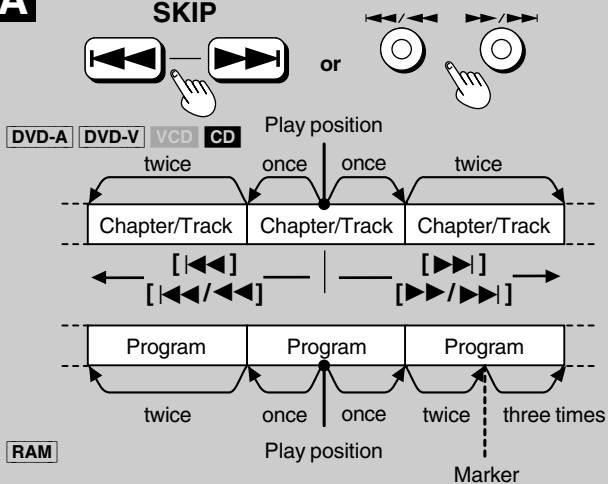 A
SKIP
or
DVD-A DVD-V VCD CD
Play position
twice once once twice
Chapter/Track Chapter/Track Chapter/Track
[⏮] [⏭]
[⏮/◀◀] [▶▶/⏭]
Program Program Program
twice once once twice three times
RAM
Play position
Marker